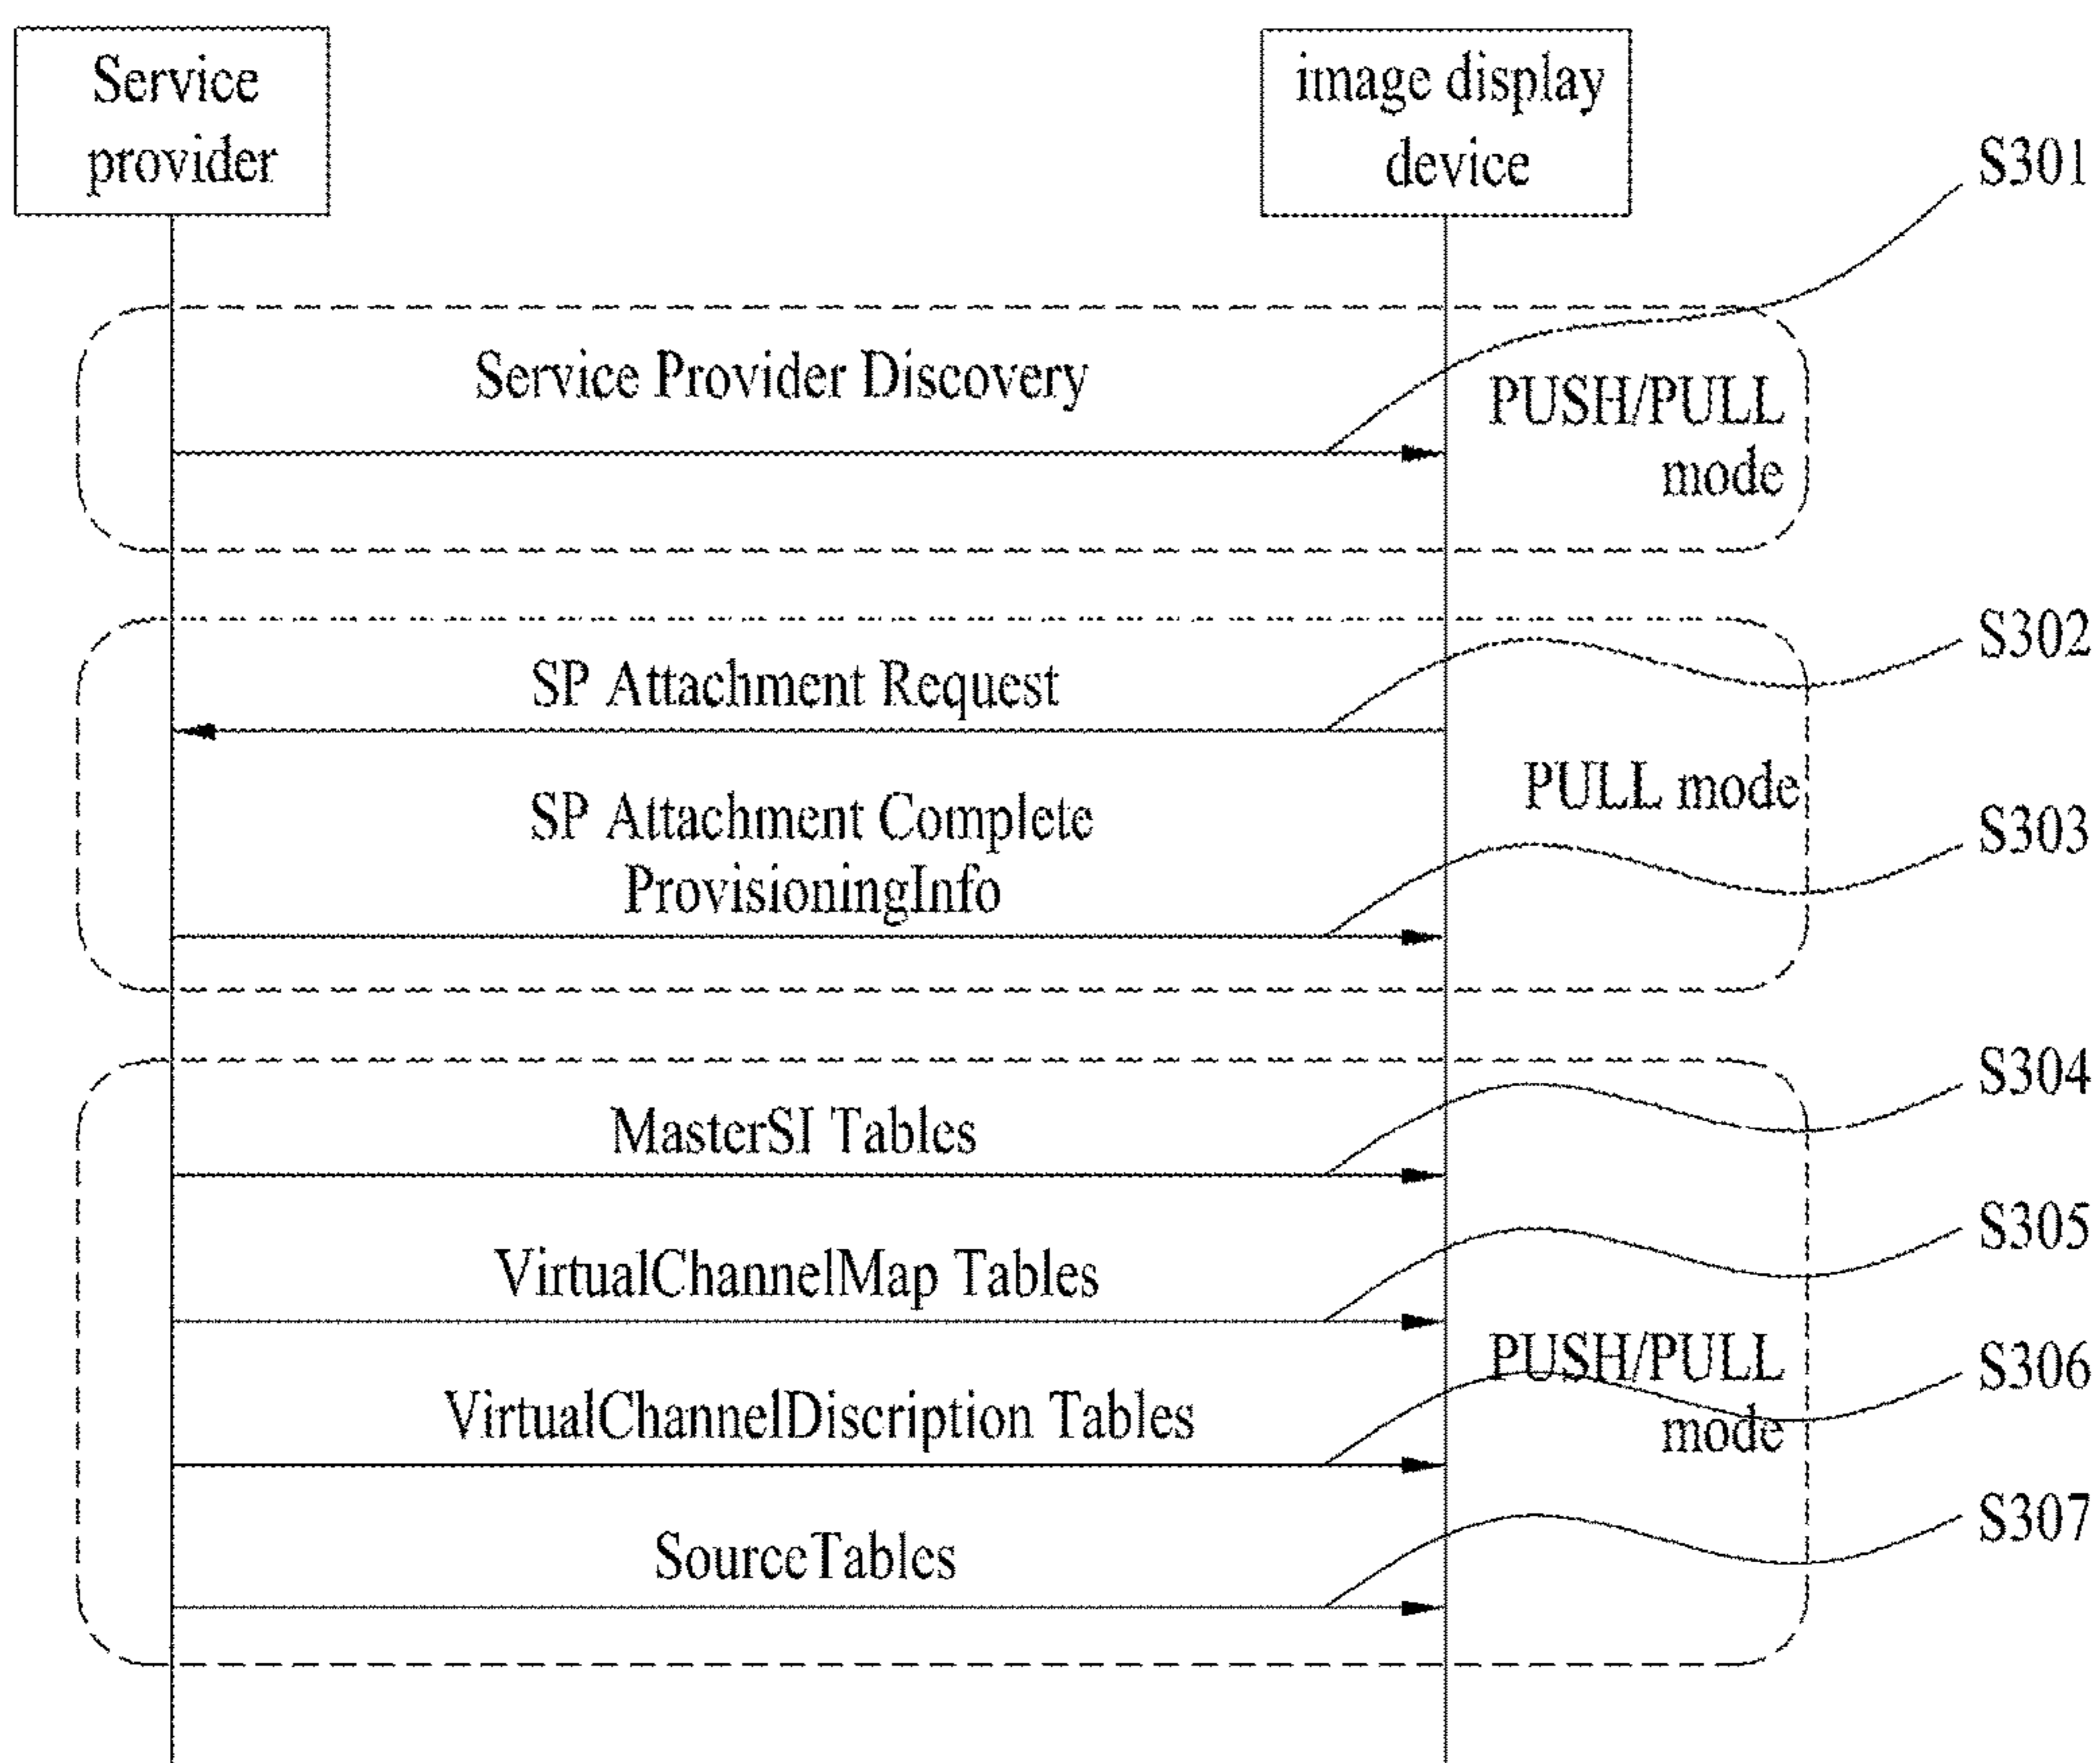 Service
provider
image display
device
S301
Service Provider Discovery
PUSH/PULL
mode
S302
SP Attachment Request
PULL mode
S303
SP Attachment Complete
ProvisioningInfo
S304
MasterSI Tables
S305
VirtualChannelMap Tables
PUSH/PULL
mode
S306
VirtualChannelDiscription Tables
S307
SourceTables